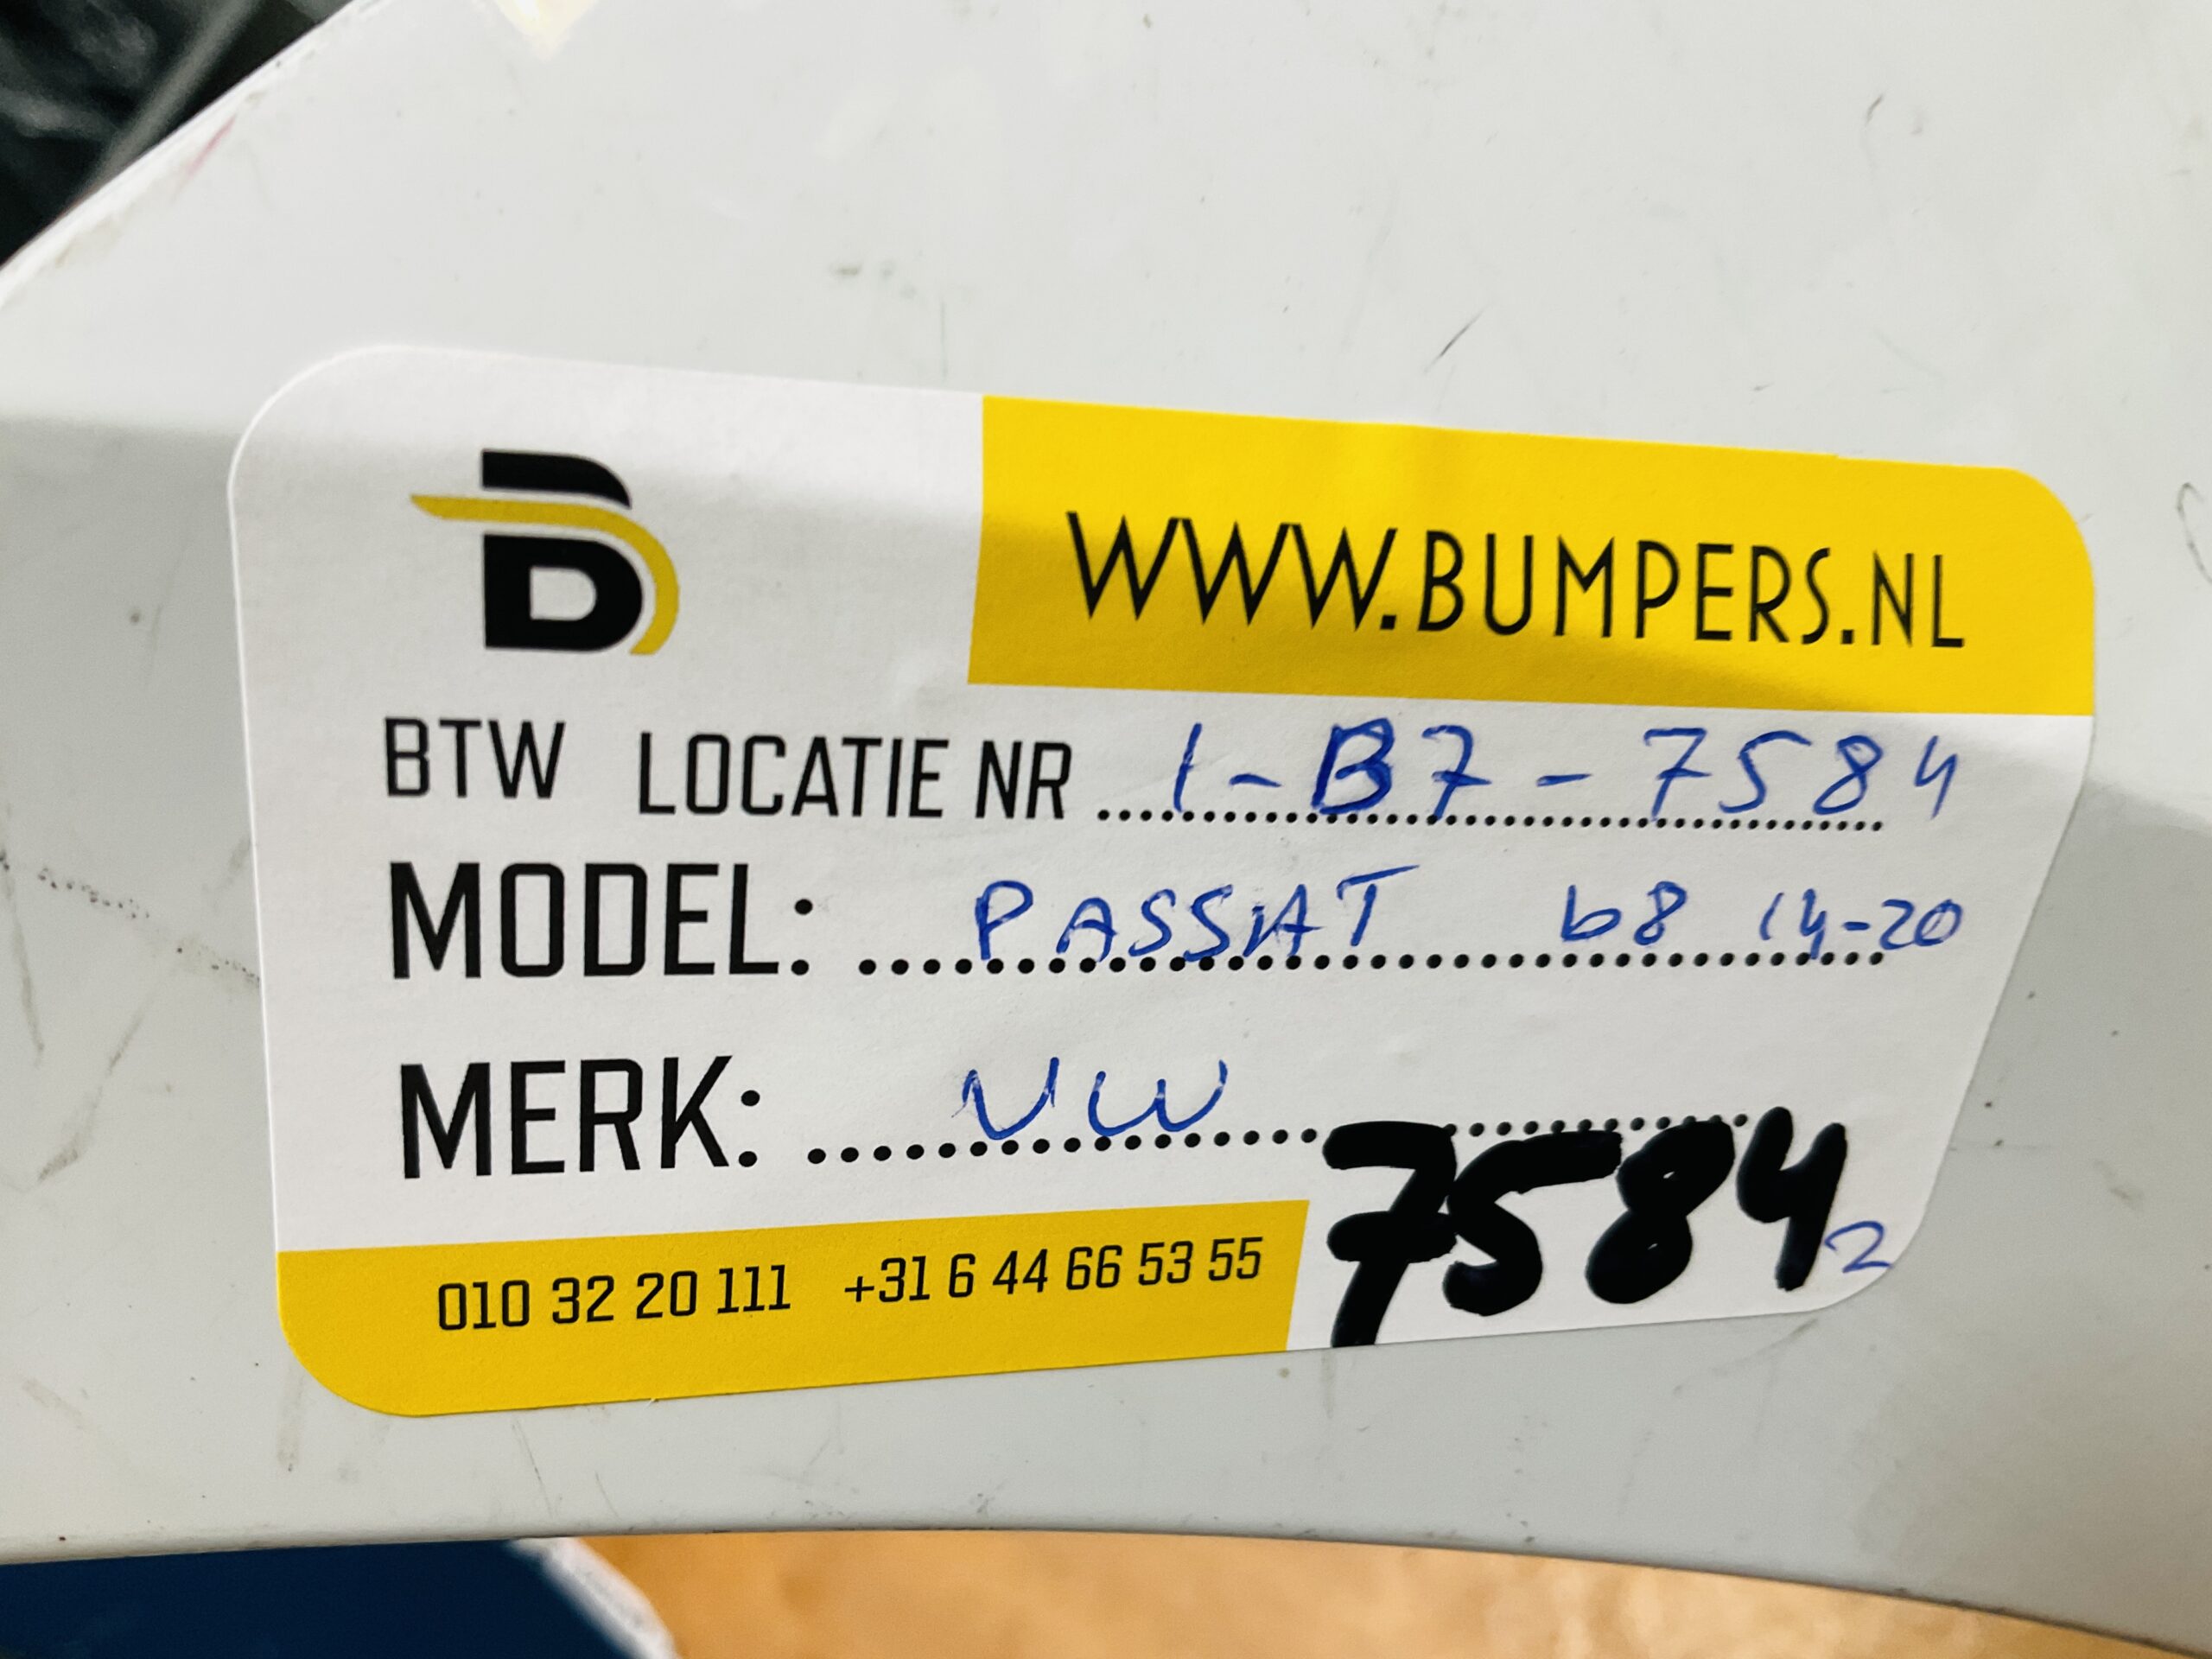 B
WWW.BUMPERS.NL
BTW LOCATIE NR 1-B7-7584
MODEL: PASSAT b8 14-20
MERK: VW
7584 2
010 32 20 111 +31 6 44 66 53 55